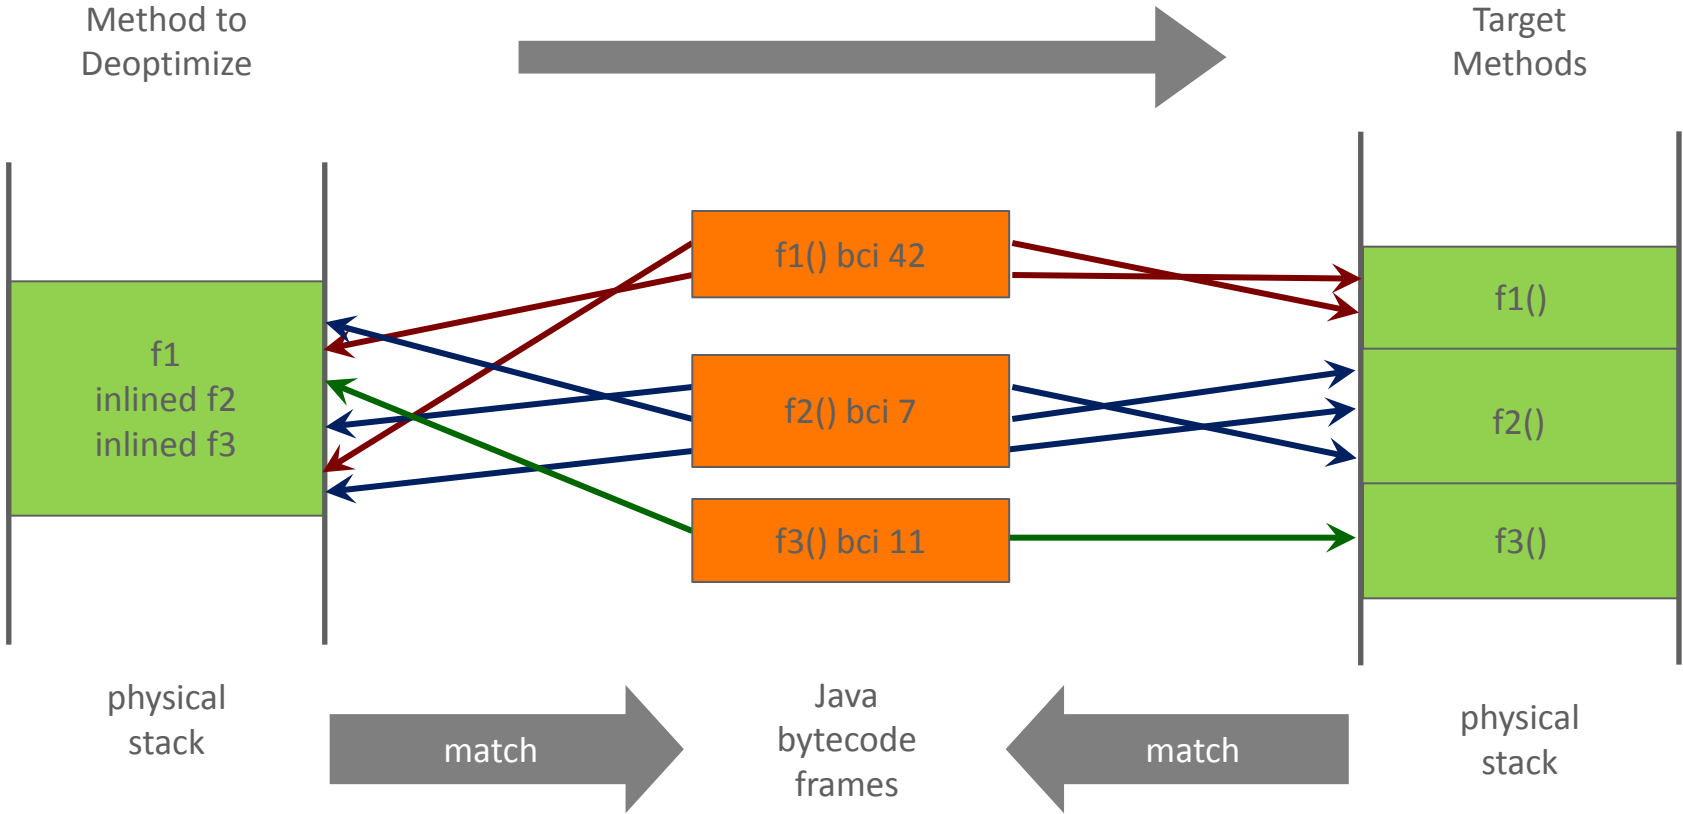 Method to
Deoptimize
Target
Methods
f1() bci 42
f1()
f1
inlined f2
inlined f3
f2() bci 7
f2()
f3() bci 11
f3()
physical
stack
match
Java
bytecode
frames
match
physical
stack